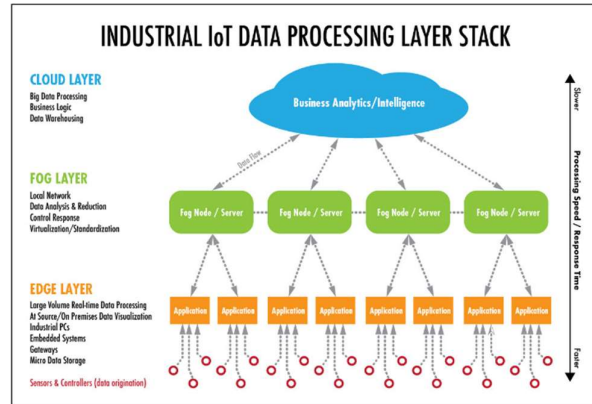 INDUSTRIAL IoT DATA PROCESSING LAYER STACK
CLOUD LAYER
Big Data Processing
Business Logic
Data Warehousing
Business Analytics/Intelligence
Slower
Data Flow
FOG LAYER
Local Network
Data Analysis & Reduction
Control Response
Virtualization/Standardization
Fog Node / Server
Fog Node / Server
Fog Node / Server
Fog Node / Server
Processing Speed / Response Time
EDGE LAYER
Large Volume Real-time Data Processing
At Source/On Premises Data Visualization
Industrial PCs
Embedded Systems
Gateways
Micro Data Storage
Application
Application
Application
Application
Application
Application
Application
Application
Faster
Sensors & Controllers (data origination)